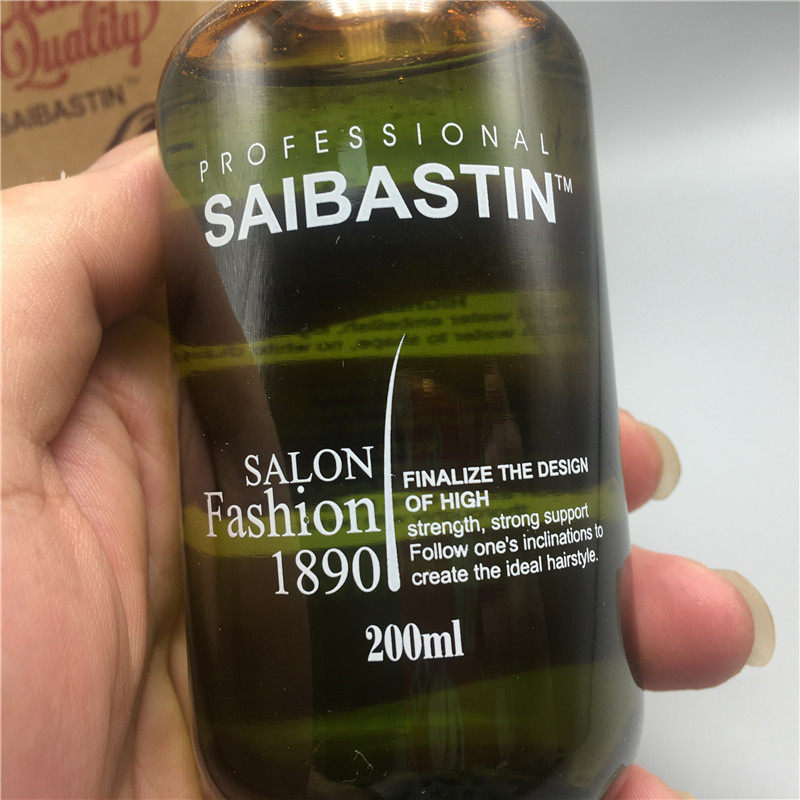 Quality
SAIBASTIN™
PROFESSIONAL
SAIBASTIN™
SALON
Fashion
1890
FINALIZE THE DESIGN
OF HIGH
strength, strong support
Follow one's inclinations to
create the ideal hairstyle.
200ml